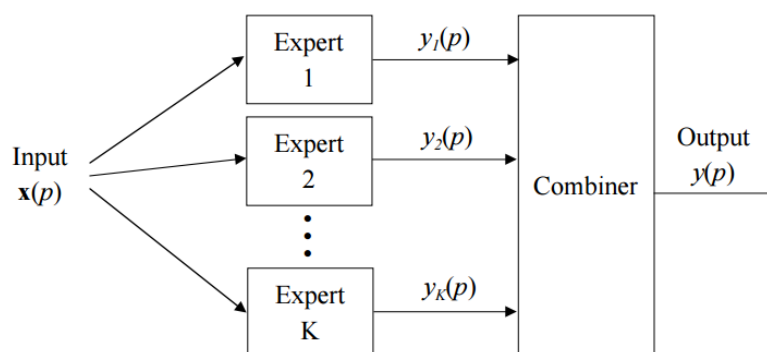 Expert
1
y1(p)
Input
x(p)
Expert
2
y2(p)
Combiner
Output
y(p)
Expert
K
yK(p)